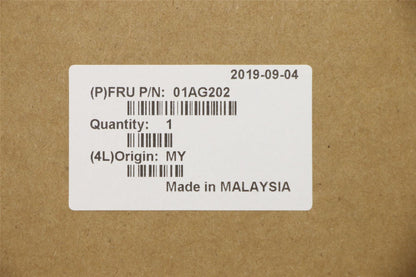 2019-09-04
(P)FRU P/N: 01AG202
Quantity: 1
(4L)Origin: MY
Made in MALAYSIA